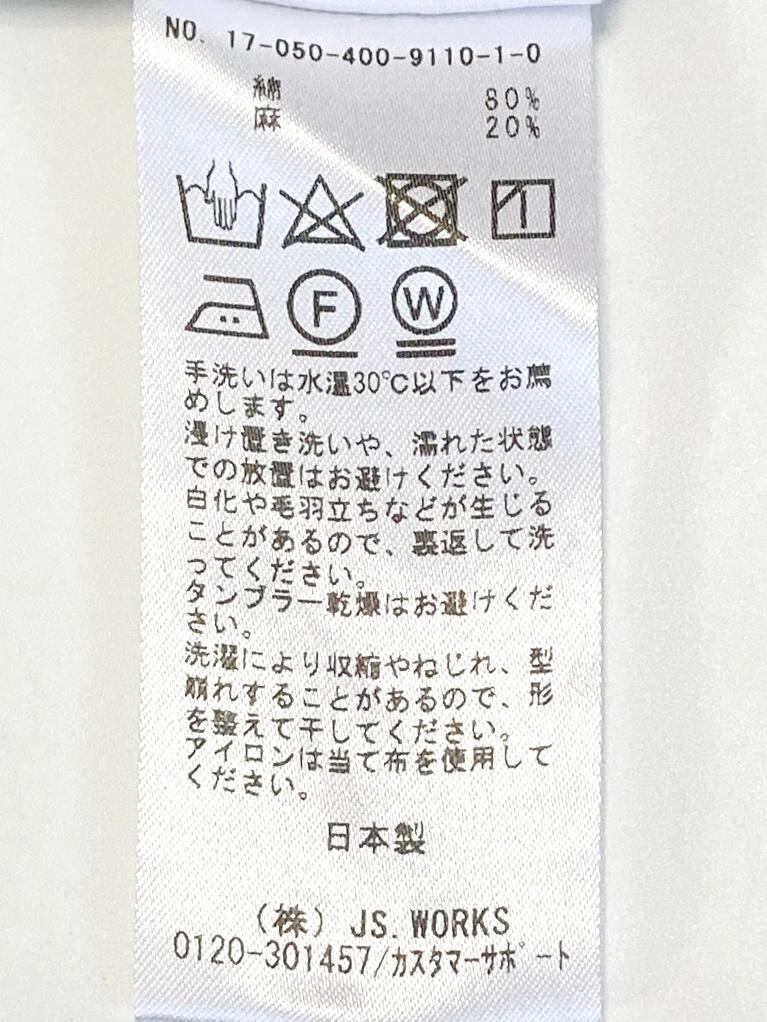 NO. 17-050-400-9110-1-0
綿 80%
麻 20%
F W
手洗いは水温30℃以下をお薦
めします。
浸け置き洗いや、濡れた状態
での放置はお避けください。
白化や毛羽立ちなどが生じる
ことがあるので、裏返して洗
ってください。
タンブラー乾燥はお避けくだ
さい。
洗濯により収縮やねじれ、型
崩れすることがあるので、形
を整えて干してください。
アイロンは当て布を使用して
ください。
日本製
（株）JS.WORKS
0120-301457/カスタマーサポート